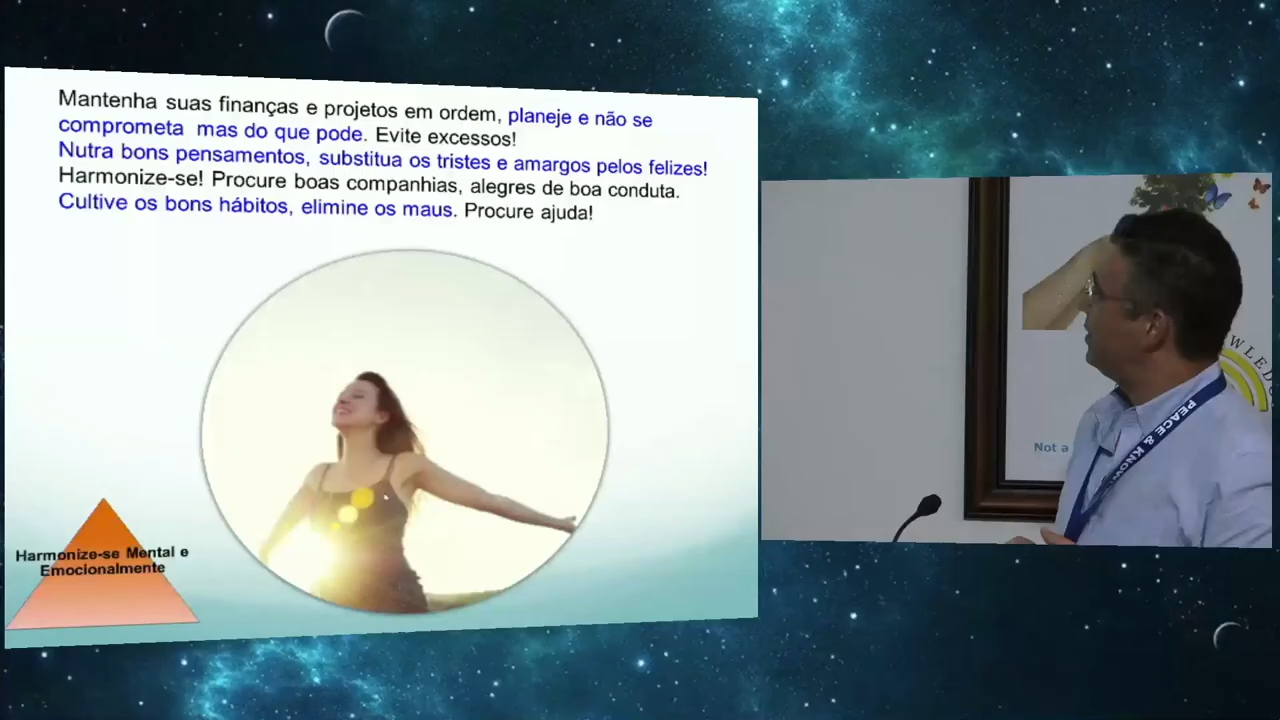 Mantenha suas finanças e projetos em ordem, planeje e não se
comprometa mas do que pode. Evite excessos!
Nutra bons pensamentos, substitua os tristes e amargos pelos felizes!
Harmonize-se! Procure boas companhias, alegres de boa conduta.
Cultive os bons hábitos, elimine os maus. Procure ajuda!
Harmonize-se Mental e
Emocionalmente
Not a
PEACE &